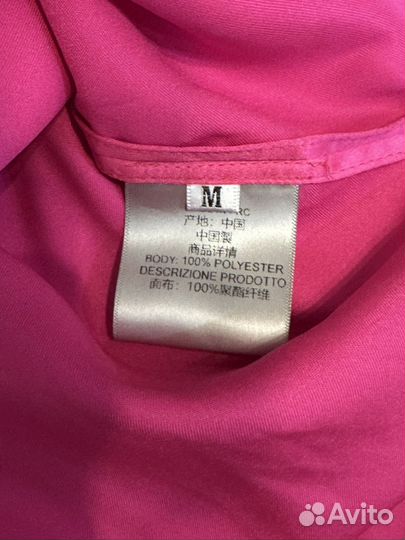 M
RC
产地：中国
中国製
商品详情
BODY: 100% POLYESTER
DESCRIZIONE PRODOTTO
面布：100%聚酯纤维
Avito